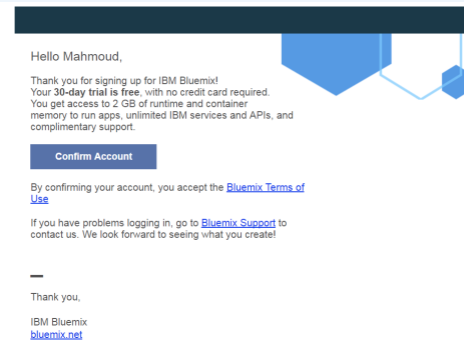 Hello Mahmoud,
Thank you for signing up for IBM Bluemix!
Your 30-day trial is free, with no credit card required.
You get access to 2 GB of runtime and container
memory to run apps, unlimited IBM services and APIs, and
complimentary support.
Confirm Account
By confirming your account, you accept the Bluemix Terms of
Use
If you have problems logging in, go to Bluemix Support to
contact us. We look forward to seeing what you create!
Thank you,
IBM Bluemix
bluemix.net